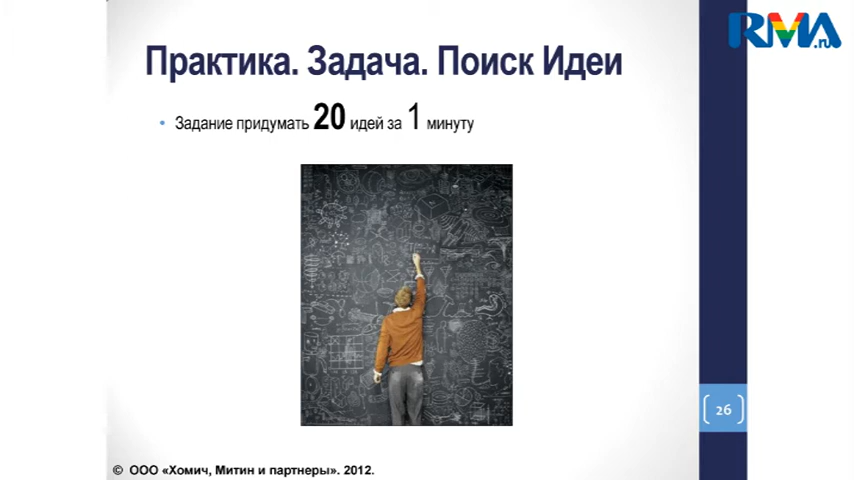 RMA.ru
Практика. Задача. Поиск Идеи
• Задание придумать 20 идей за 1 минуту
26
© ООО «Хомич, Митин и партнеры». 2012.